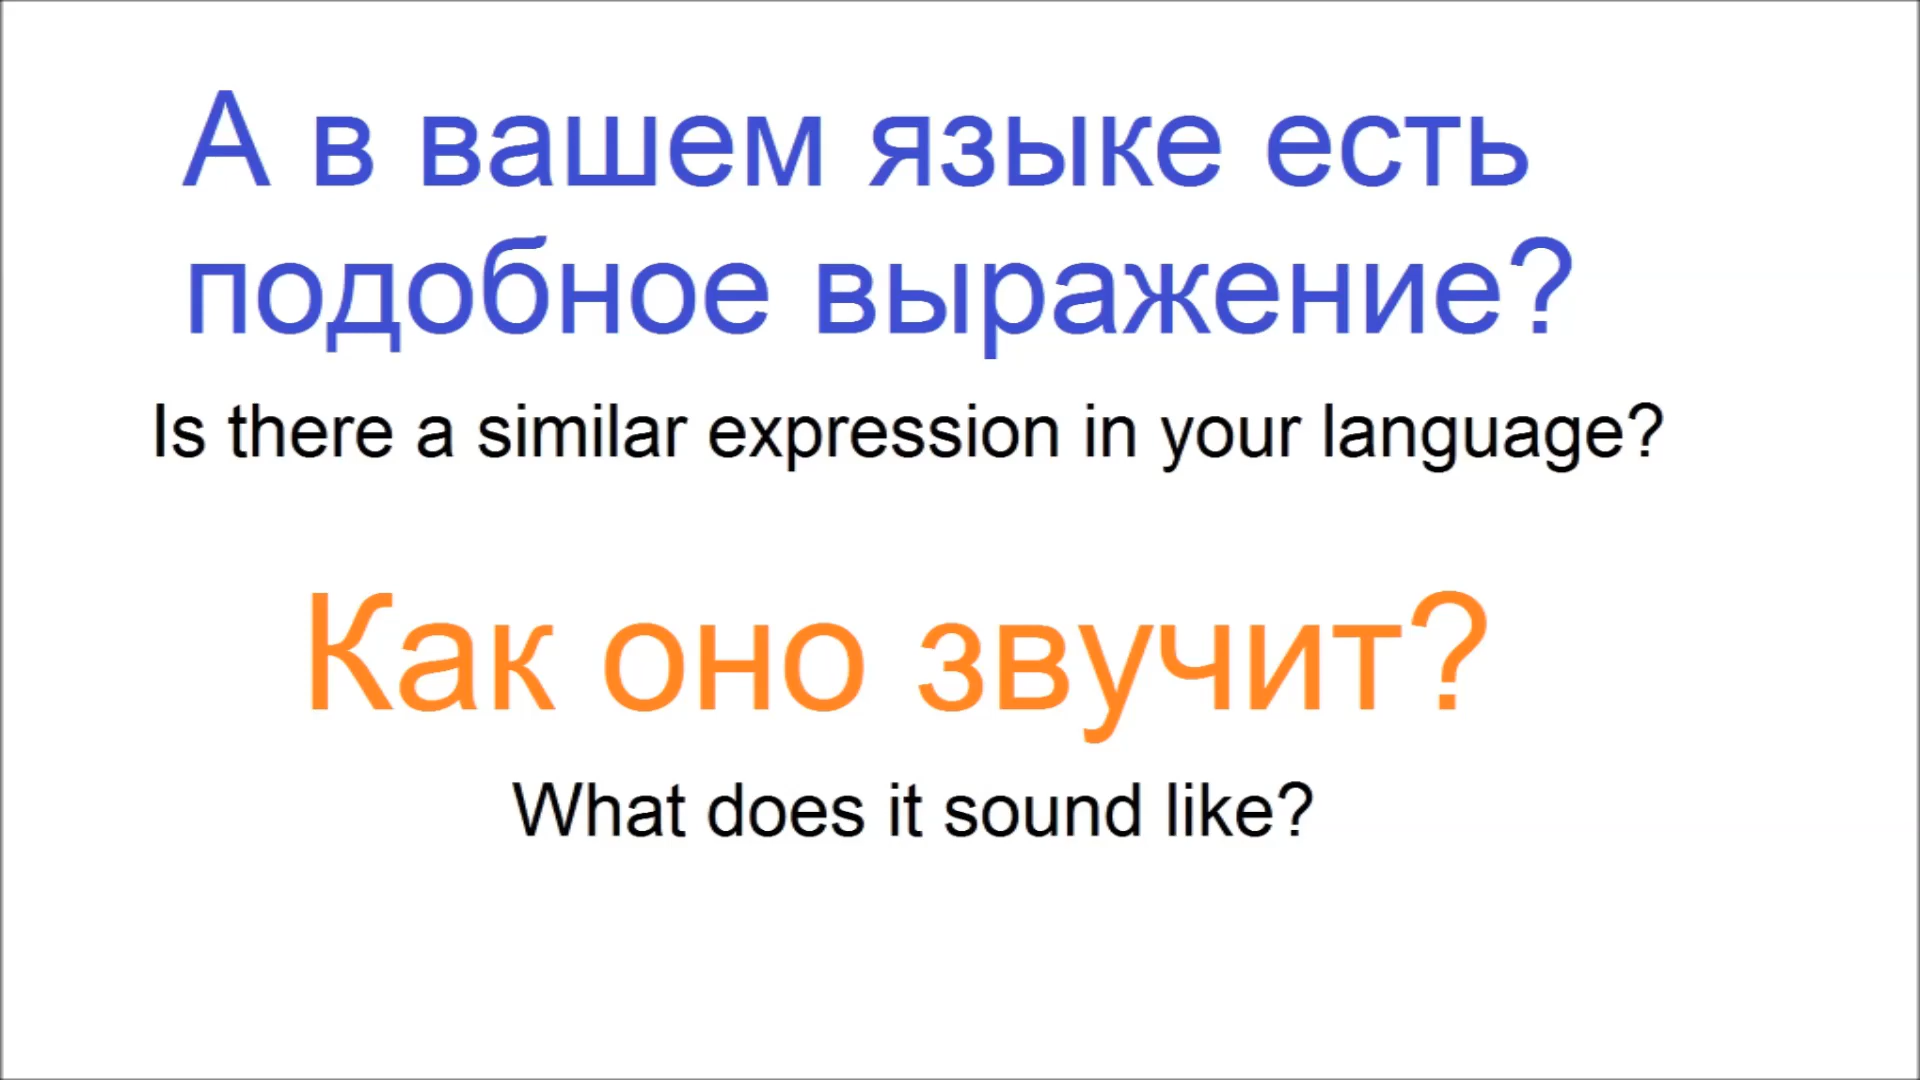 А в вашем языке есть
подобное выражение?
Is there a similar expression in your language?
Как оно звучит?
What does it sound like?